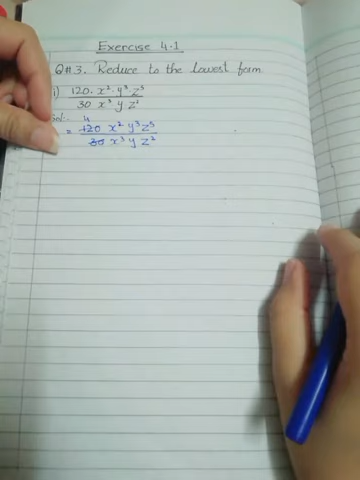 Exercise 4.1
Q#3. Reduce to the lowest form
i) 120 x² y³ z⁵
30 x³ y z²
Sol:-
4
= 120 x² y³ z⁵
30 x³ y z²